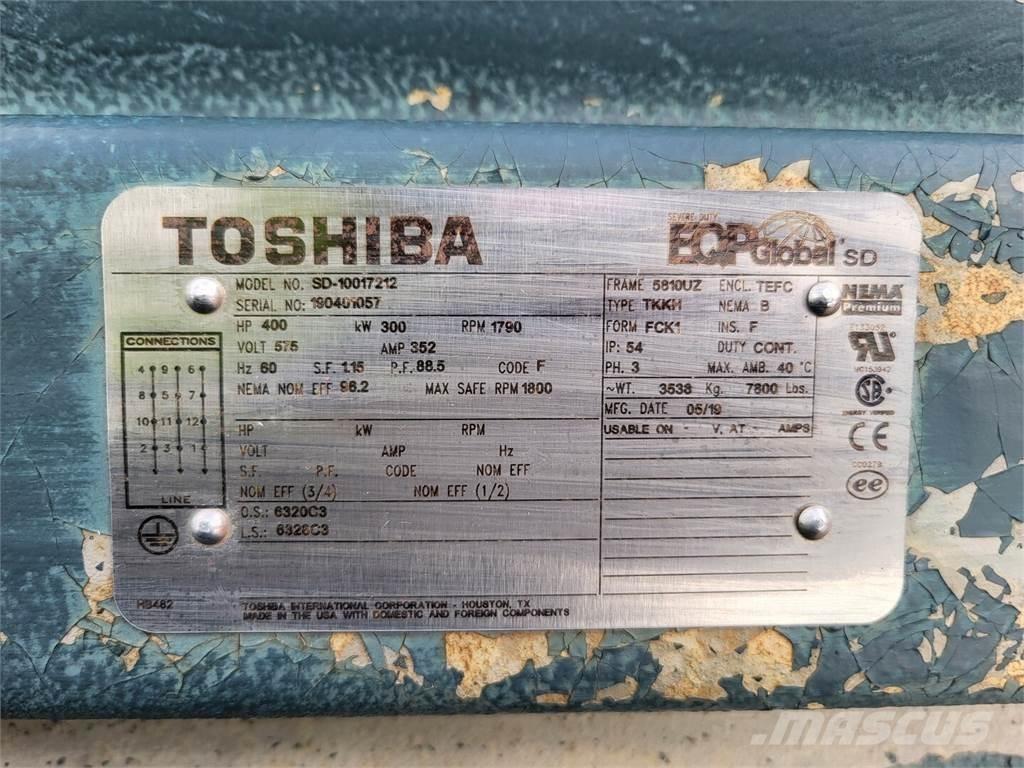 TOSHIBA
SEVERE DUTY
EQP Global SD
MODEL NO. SD-10017212
SERIAL NO: 190401057
HP 400 kW 300 RPM 1790
VOLT 575 AMP 352
Hz 60 S.F. 1.15 P.F. 88.5 CODE F
NEMA NOM EFF 96.2 MAX SAFE RPM 1800
HP kW RPM
VOLT AMP Hz
S.F. P.F. CODE NOM EFF
NOM EFF (3/4) NOM EFF (1/2)
O.S.: 6320C3
L.S.: 6328C3
FRAME 5810UZ ENCL. TEFC
TYPE TKKH NEMA B
FORM FCK1 INS. F
IP: 54 DUTY CONT.
PH. 3 MAX. AMB. 40 °C
~WT. 3538 Kg. 7800 Lbs.
MFG. DATE 05/19
USABLE ON - V. AT - AMPS
NEMA
Premium
ENERGY VERIFIED
CE
ee
CONNECTIONS
4 9 6
8 5 7
10 11 12
2 3 1
LINE
HB482
TOSHIBA INTERNATIONAL CORPORATION - HOUSTON, TX
MADE IN THE USA WITH DOMESTIC AND FOREIGN COMPONENTS
MASCUS